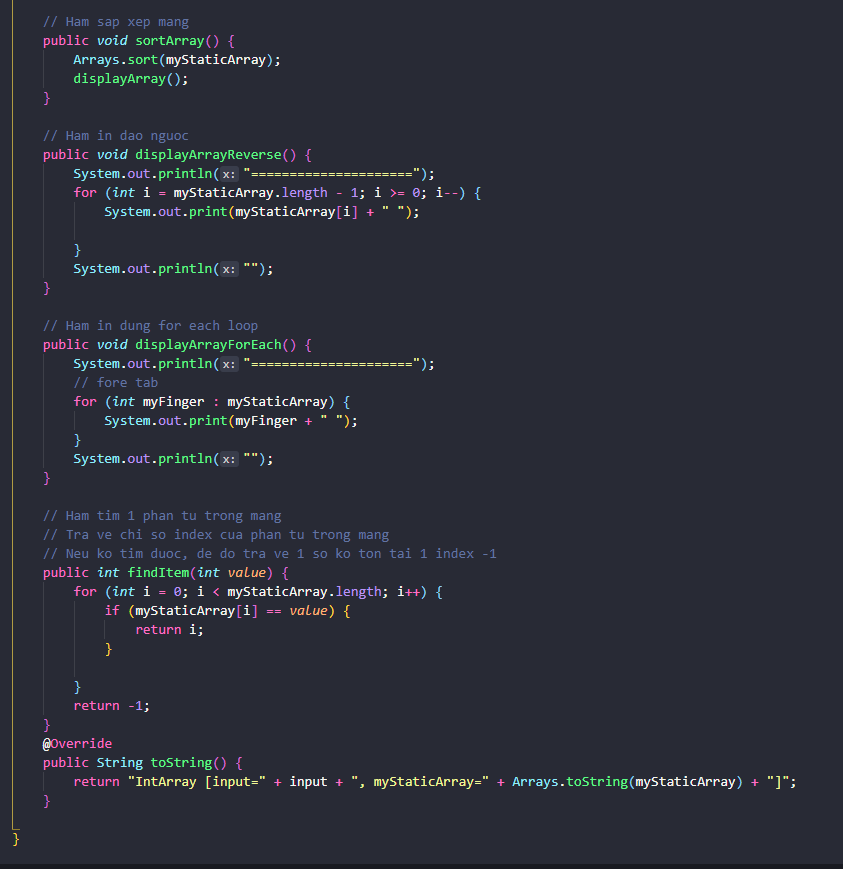 // Ham sap xep mang
public void sortArray() {
Arrays.sort(myStaticArray);
displayArray();
}
// Ham in dao nguoc
public void displayArrayReverse() {
System.out.println(x: "=====================");
for (int i = myStaticArray.length - 1; i >= 0; i--) {
System.out.print(myStaticArray[i] + " ");
}
System.out.println(x: "");
}
// Ham in dung for each loop
public void displayArrayForEach() {
System.out.println(x: "=====================");
// fore tab
for (int myFinger : myStaticArray) {
System.out.print(myFinger + " ");
}
System.out.println(x: "");
}
// Ham tim 1 phan tu trong mang
// Tra ve chi so index cua phan tu trong mang
// Neu ko tim duoc, de do tra ve 1 so ko ton tai 1 index -1
public int findItem(int value) {
for (int i = 0; i < myStaticArray.length; i++) {
if (myStaticArray[i] == value) {
return i;
}
}
return -1;
}
@Override
public String toString() {
return "IntArray [input=" + input + ", myStaticArray=" + Arrays.toString(myStaticArray) + "]";
}
}